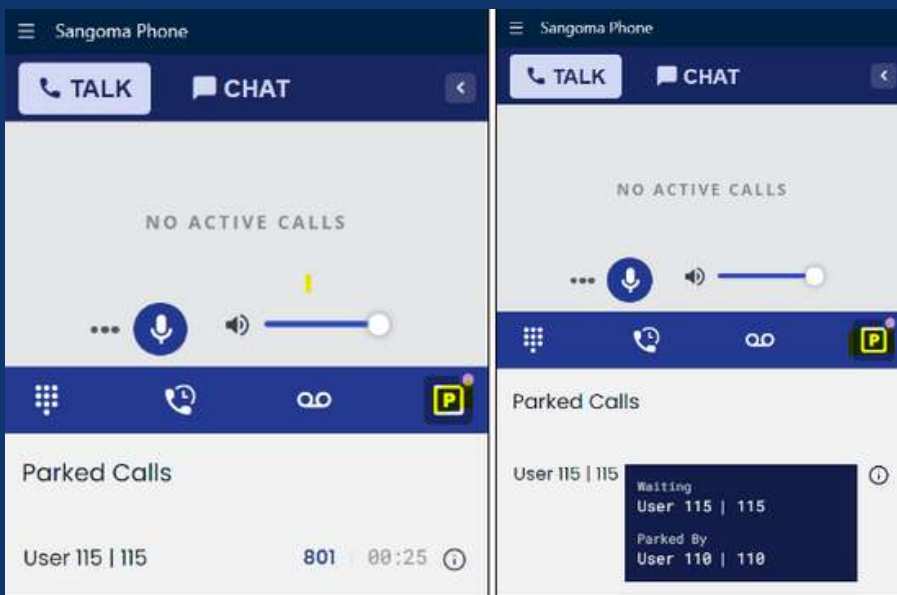 Sangoma Phone
TALK CHAT
NO ACTIVE CALLS
P
Parked Calls
User 115 | 115 801 00:25
Sangoma Phone
TALK CHAT
NO ACTIVE CALLS
P
Parked Calls
User 115 | 115
Waiting
User 115 | 115
Parked By
User 110 | 110